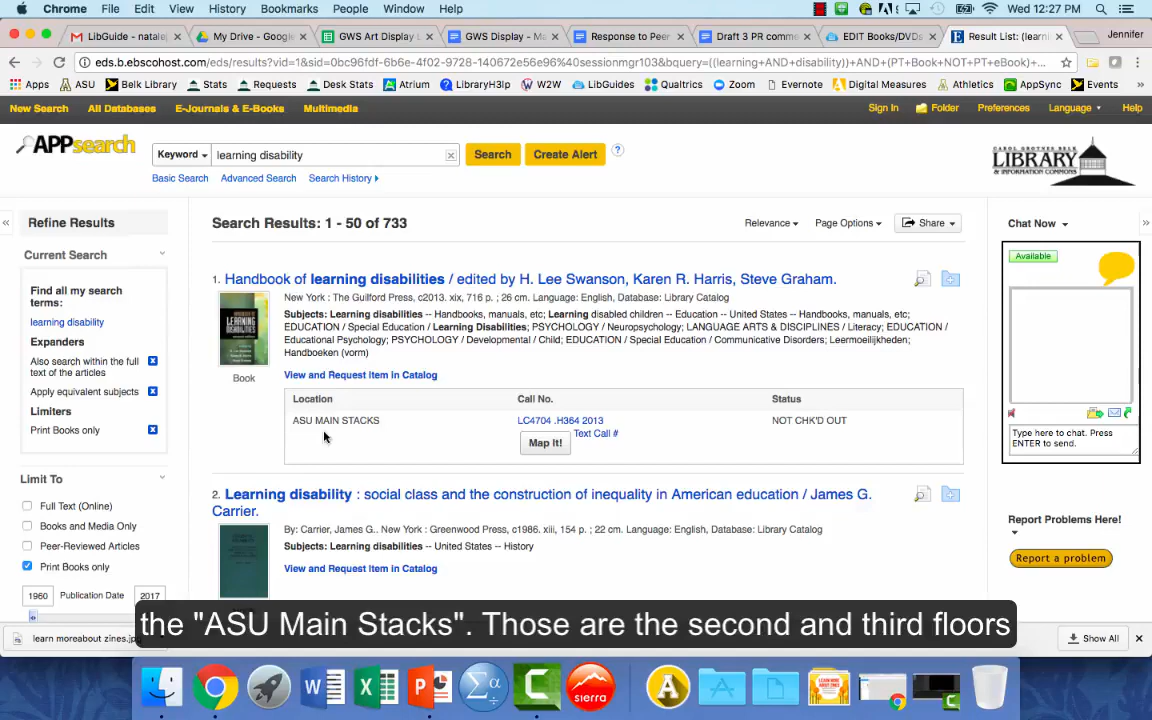 Chrome File Edit View History Bookmarks People Window Help Wed 12:27 PM
LibGuide - natale × My Drive - Google × GWS Art Display L × GWS Display - Ma × Response to Peer × Draft 3 PR comme × EDIT Books/DVDs × Result List: (learni × Jennifer
eds.b.ebscohost.com/eds/results?vid=1&sid=0bc96fdf-6b6e-4f02-9728-140672e56e96%40sessionmgr103&bquery=((learning+AND+disability))+AND+(PT+Book+NOT+PT+eBook)+...
Apps ASU Belk Library Stats Requests Desk Stats Atrium LibraryH3lp W2W LibGuides Qualtrics Zoom Evernote Digital Measures Athletics AppSync Events »
New Search All Databases E-Journals & E-Books Multimedia Sign In Folder Preferences Language Help
APPsearch
Keyword learning disability Search Create Alert ?
Basic Search Advanced Search Search History
LIBRARY
& INFORMATION COMMONS
Refine Results
Search Results: 1 - 50 of 733
Relevance Page Options Share
Chat Now
Current Search
Find all my search
terms:
learning disability
Expanders
Also search within the full
text of the articles
Apply equivalent subjects
Limiters
Print Books only
Limit To
Full Text (Online)
Books and Media Only
Peer-Reviewed Articles
Print Books only
1960 Publication Date 2017
1. Handbook of learning disabilities / edited by H. Lee Swanson, Karen R. Harris, Steve Graham.
New York : The Guilford Press, c2013. xix, 716 p. ; 26 cm. Language: English, Database: Library Catalog
Subjects: Learning disabilities -- Handbooks, manuals, etc; Learning disabled children -- Education -- United States -- Handbooks, manuals, etc;
EDUCATION / Special Education / Learning Disabilities; PSYCHOLOGY / Neuropsychology; LANGUAGE ARTS & DISCIPLINES / Literacy; EDUCATION /
Educational Psychology; PSYCHOLOGY / Developmental / Child; EDUCATION / Special Education / Communicative Disorders; Leermoeilijkheden;
Handboeken (vorm)
Book
View and Request Item in Catalog
Location Call No. Status
ASU MAIN STACKS LC4704 .H364 2013 NOT CHK'D OUT
Text Call #
Map It!
2. Learning disability : social class and the construction of inequality in American education / James G.
Carrier.
By: Carrier, James G.. New York : Greenwood Press, c1986. xiii, 154 p. ; 22 cm. Language: English, Database: Library Catalog
Subjects: Learning disabilities -- United States -- History
View and Request Item in Catalog
Available
Type here to chat. Press
ENTER to send.
Report Problems Here!
Report a problem
the "ASU Main Stacks". Those are the second and third floors
learn moreabout zines.jpg
Show All
sierra